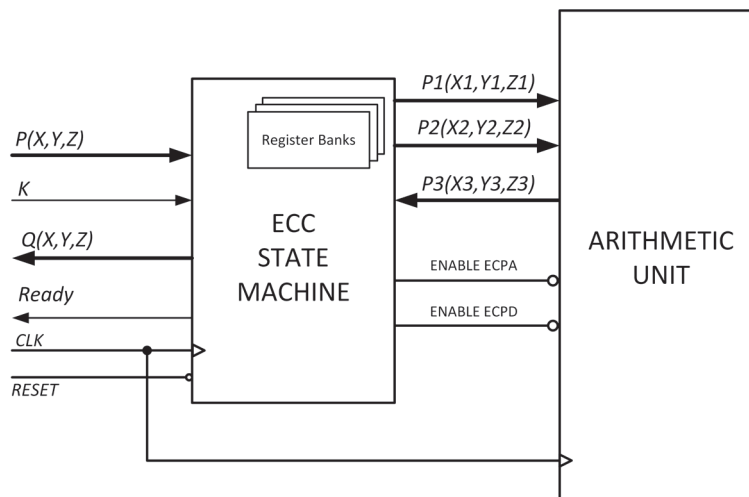 P(X,Y,Z)
K
Q(X,Y,Z)
Ready
CLK
RESET
Register Banks
ECC
STATE
MACHINE
P1(X1,Y1,Z1)
P2(X2,Y2,Z2)
P3(X3,Y3,Z3)
ENABLE ECPA
ENABLE ECPD
ARITHMETIC
UNIT